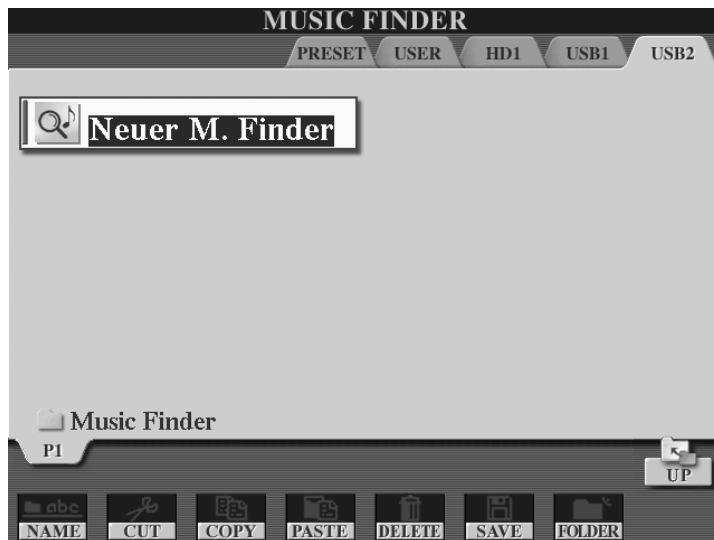 MUSIC FINDER
PRESET USER HD1 USB1 USB2
Neuer M. Finder
Music Finder
P1
UP
abc
NAME CUT COPY PASTE DELETE SAVE FOLDER